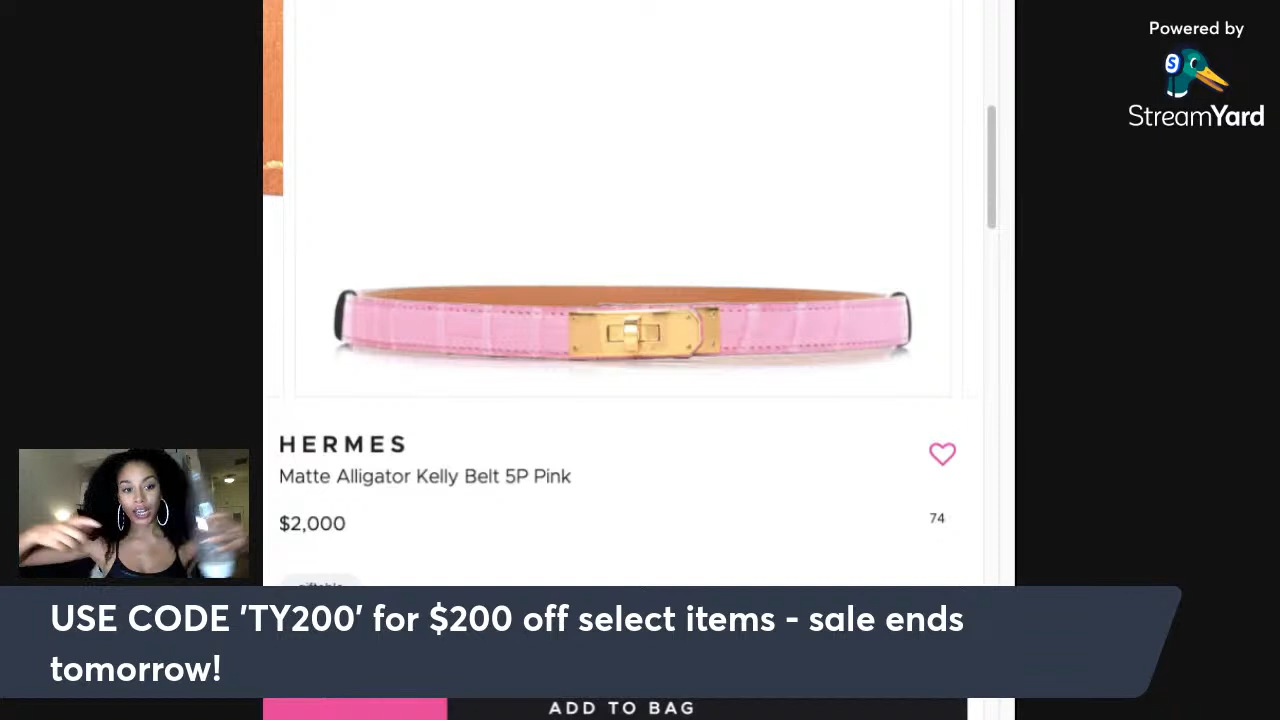 Powered by
S
StreamYard
HERMES
Matte Alligator Kelly Belt 5P Pink
$2,000
74
giftable
USE CODE 'TY200' for $200 off select items - sale ends
tomorrow!
ADD TO BAG